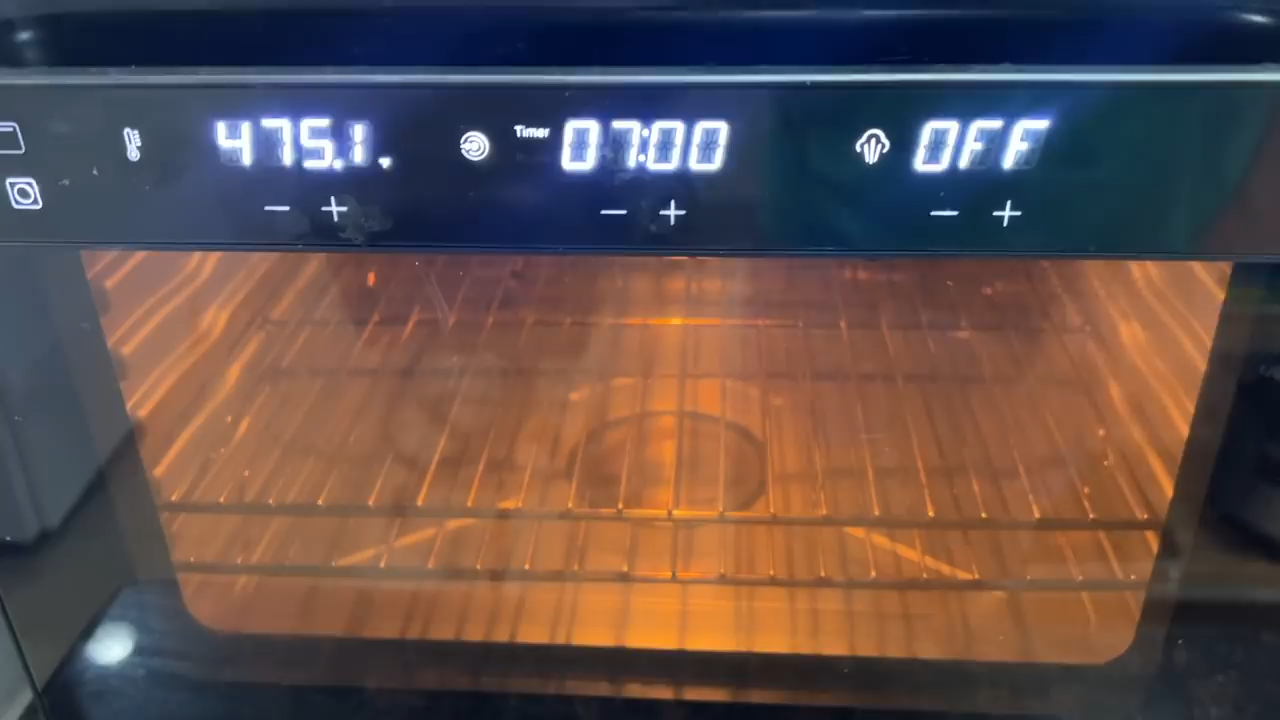 475.1
Timer
07:00
OFF
- +
- +
- +